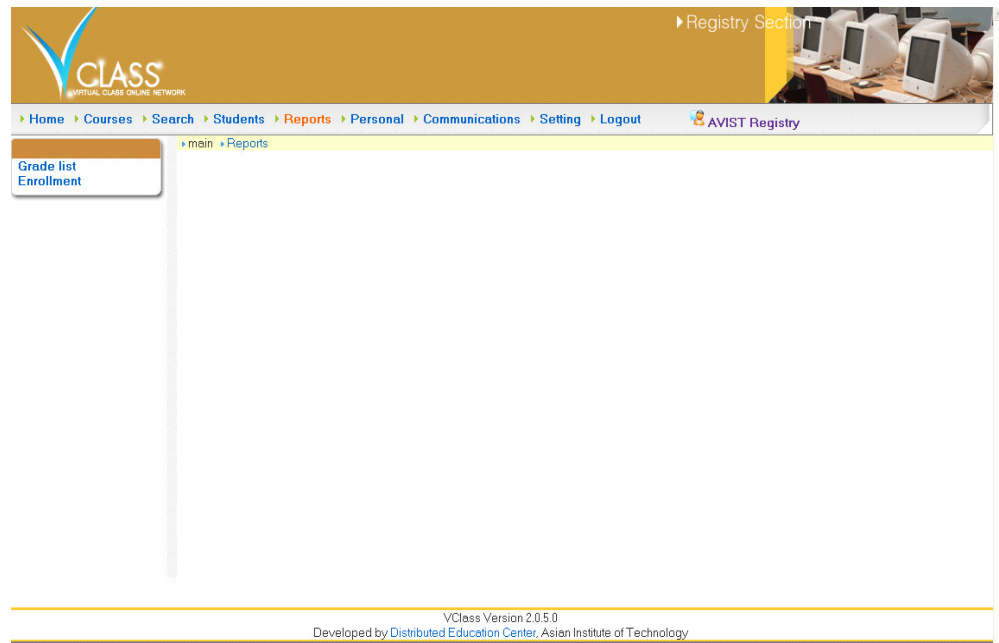 Registry Section
VCLASS
VIRTUAL CLASS ONLINE NETWORK
Home Courses Search Students Reports Personal Communications Setting Logout AVIST Registry
main Reports
Grade list
Enrollment
VClass Version 2.0.5.0
Developed by Distributed Education Center, Asian Institute of Technology